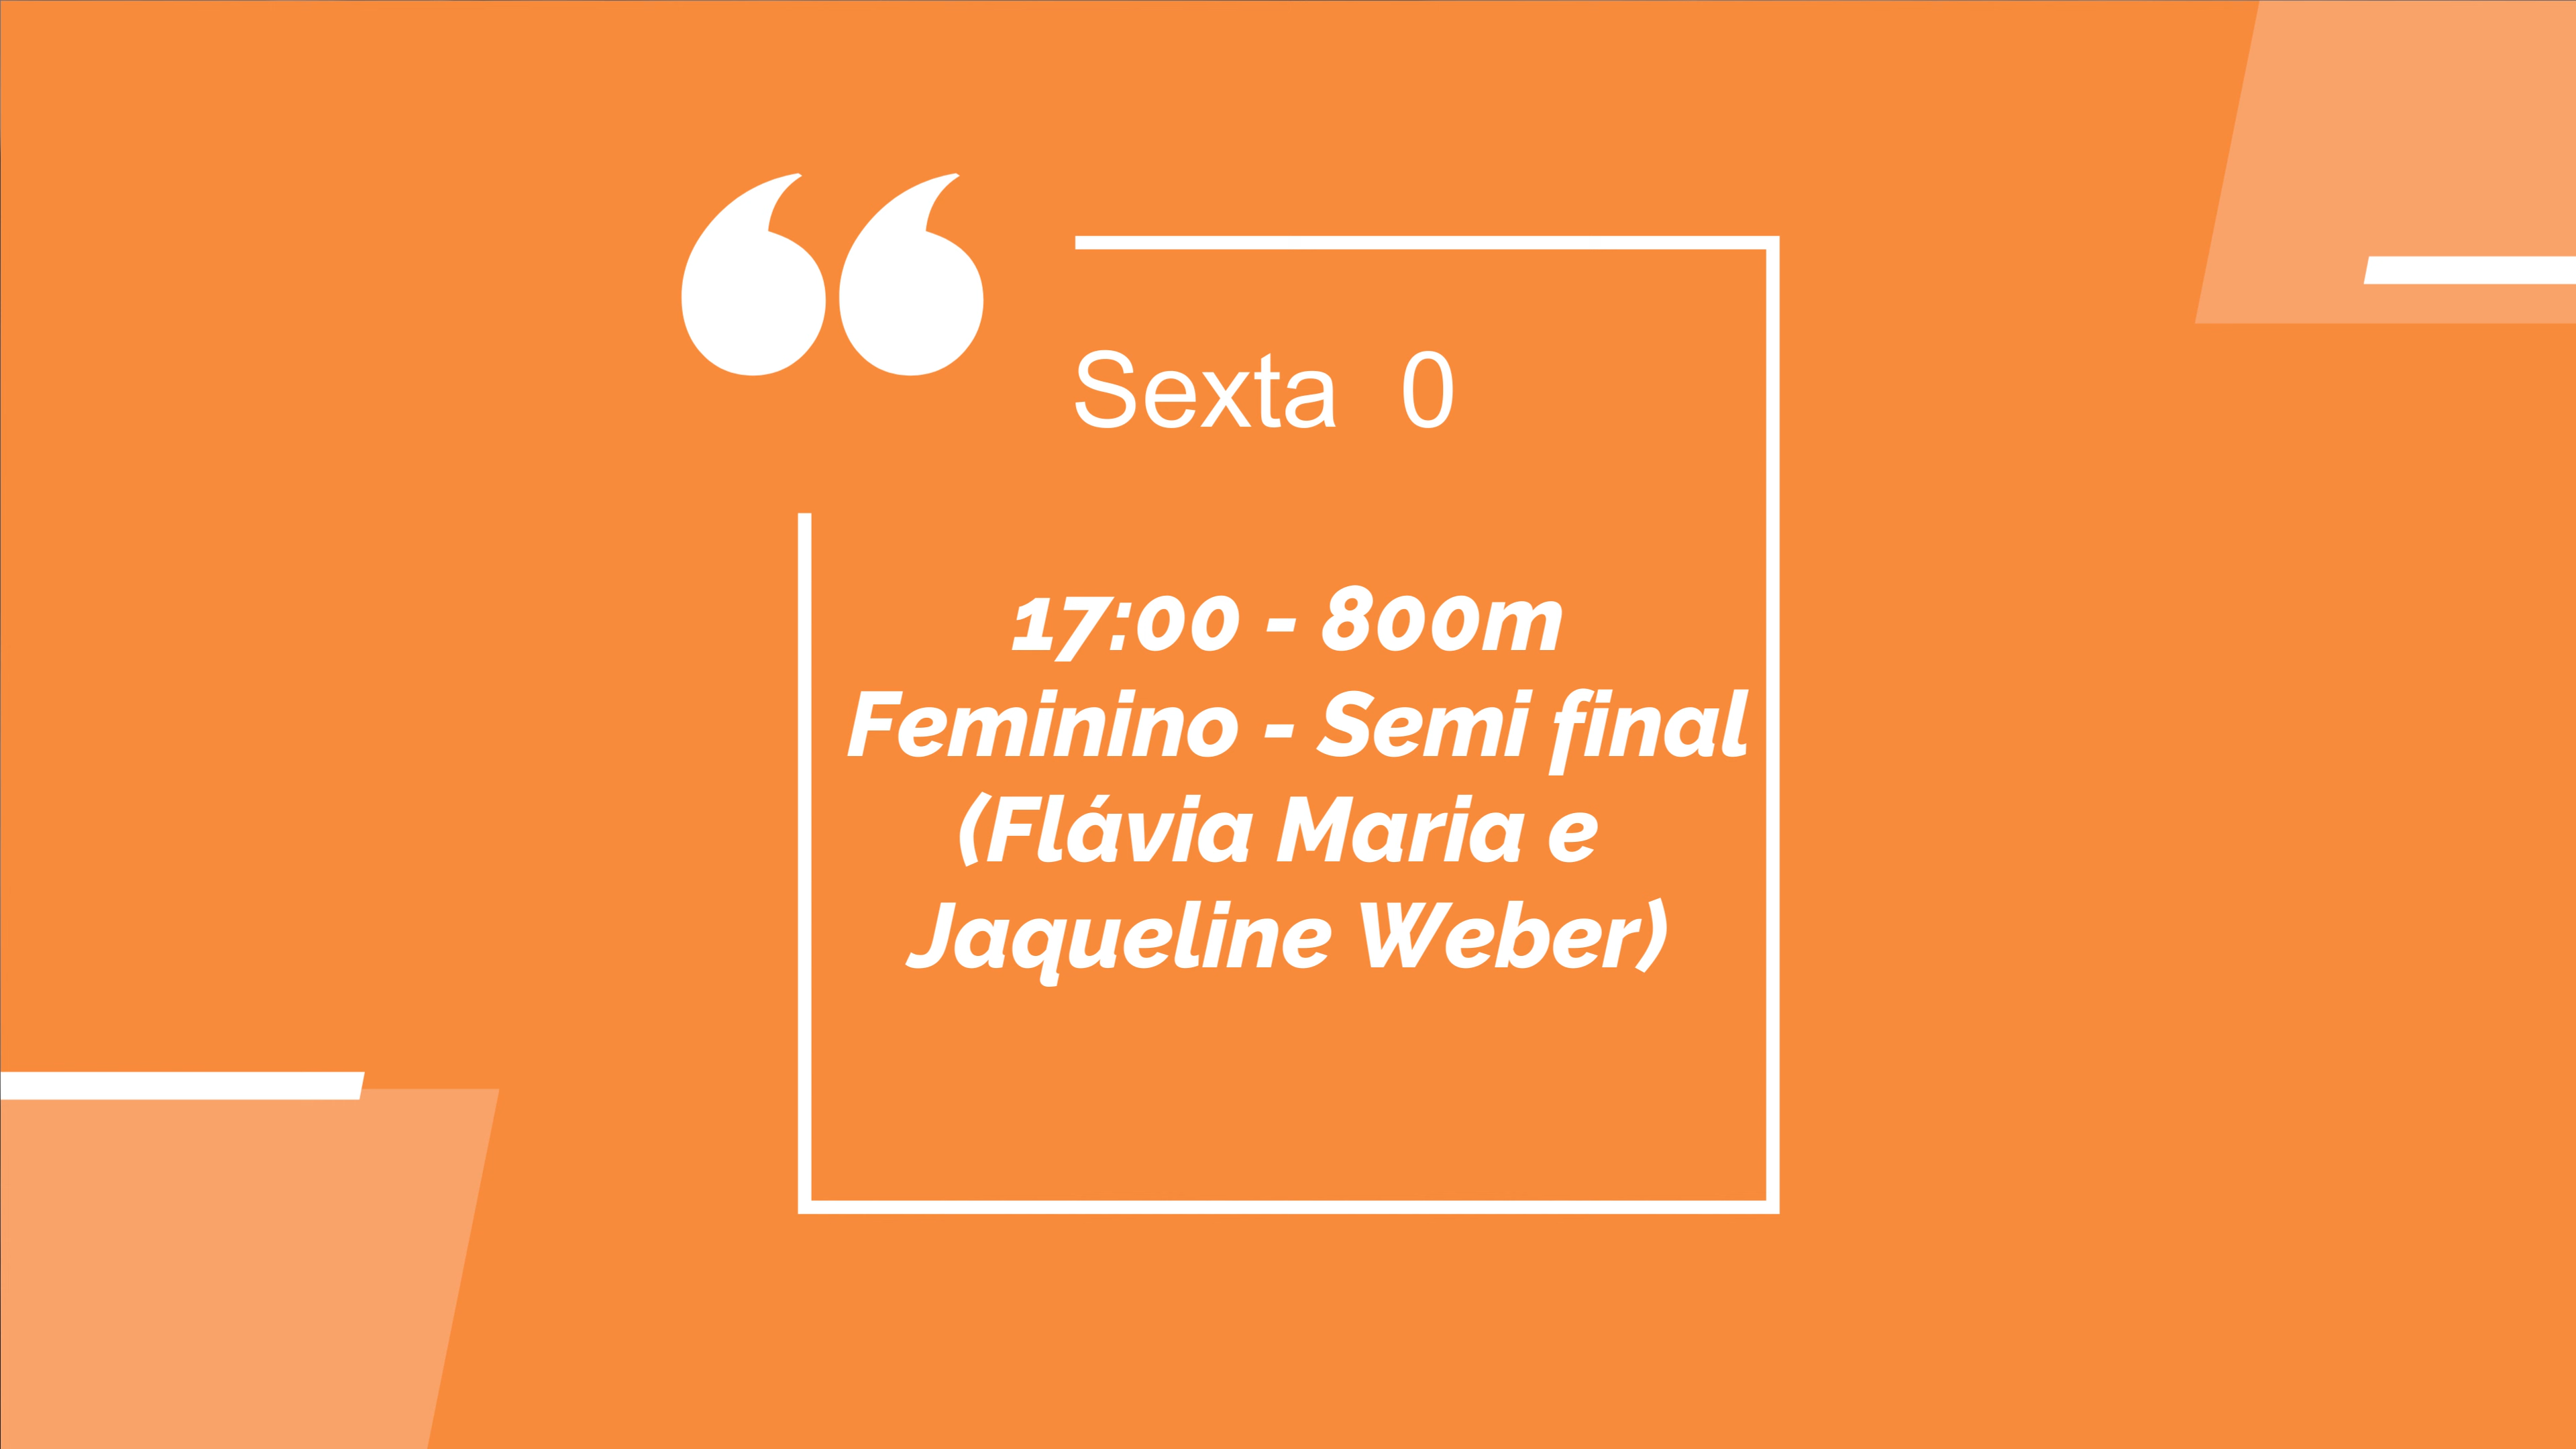 Sexta 0
17:00 - 800m
Feminino - Semi final
(Flávia Maria e
Jaqueline Weber)